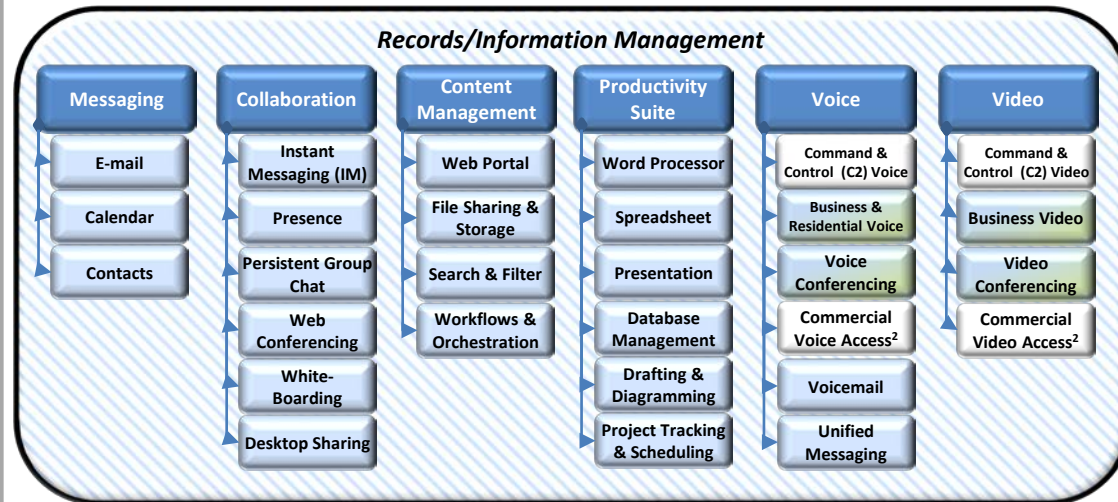 Records/Information Management
Messaging
E-mail
Calendar
Contacts
Collaboration
Instant
Messaging (IM)
Presence
Persistent Group
Chat
Web
Conferencing
White-
Boarding
Desktop Sharing
Content
Management
Web Portal
File Sharing &
Storage
Search & Filter
Workflows &
Orchestration
Productivity
Suite
Word Processor
Spreadsheet
Presentation
Database
Management
Drafting &
Diagramming
Project Tracking
& Scheduling
Voice
Command &
Control (C2) Voice
Business &
Residential Voice
Voice
Conferencing
Commercial
Voice Access²
Voicemail
Unified
Messaging
Video
Command &
Control (C2) Video
Business Video
Video
Conferencing
Commercial
Video Access²